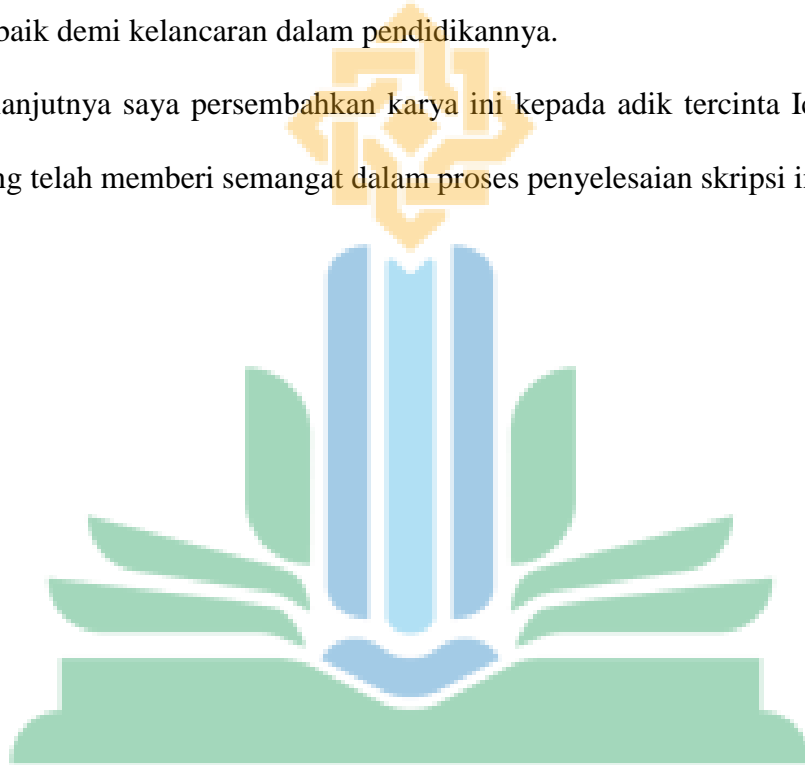 baik demi kelancaran dalam pendidikannya.
lanjutnya saya persembahkan karya ini kepada adik tercinta
ng telah memberi semangat dalam proses penyelesaian skripsi